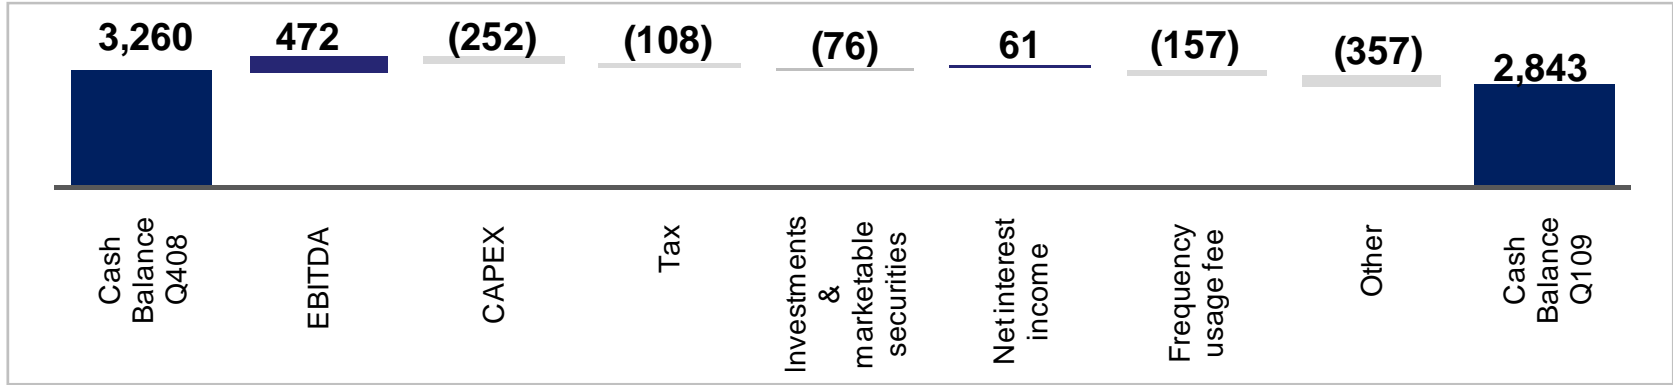 3,260
472
(252)
(108)
(76)
61
(157)
(357)
2,843
Cash
Balance
Q408
EBITDA
CAPEX
Tax
Investments
&
marketable
securities
Net interest
income
Frequency
usage fee
Other
Cash
Balance
Q109